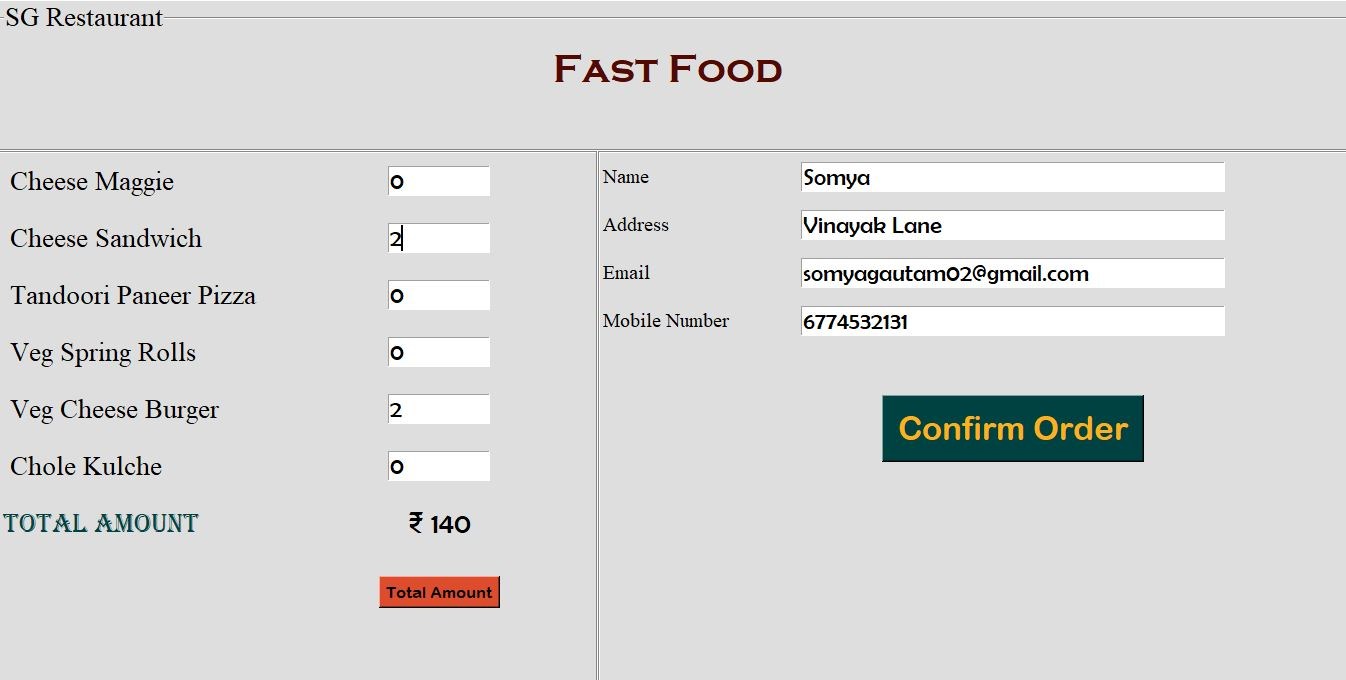 SG Restaurant
Fast Food
Cheese Maggie 0
Cheese Sandwich 2
Tandoori Paneer Pizza 0
Veg Spring Rolls 0
Veg Cheese Burger 2
Chole Kulche 0
TOTAL AMOUNT ₹ 140
Total Amount
Name Somya
Address Vinayak Lane
Email somyagautam02@gmail.com
Mobile Number 6774532131
Confirm Order